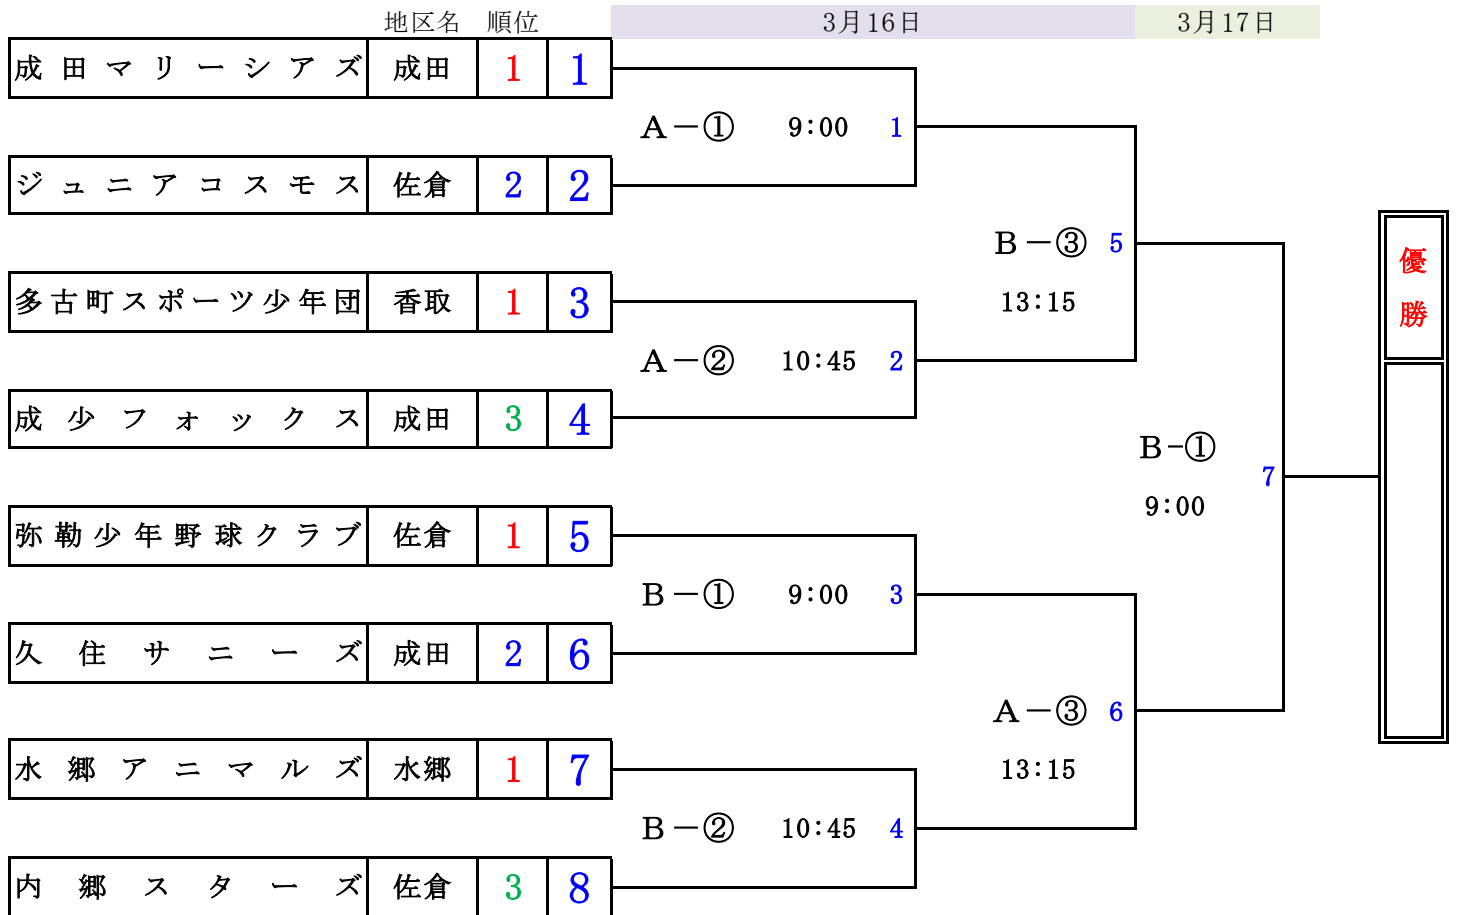 地区名 順位 3月16日 3月17日
成田マリーシアズ 成田 1 1
A－① 9:00 1
ジュニアコスモス 佐倉 2 2
B－③ 5
13:15
優勝
多古町スポーツ少年団 香取 1 3
A－② 10:45 2
成少フォックス 成田 3 4
B-① 7
9:00
弥勒少年野球クラブ 佐倉 1 5
B－① 9:00 3
久住サニーズ 成田 2 6
A－③ 6
13:15
水郷アニマルズ 水郷 1 7
B－② 10:45 4
内郷スターズ 佐倉 3 8